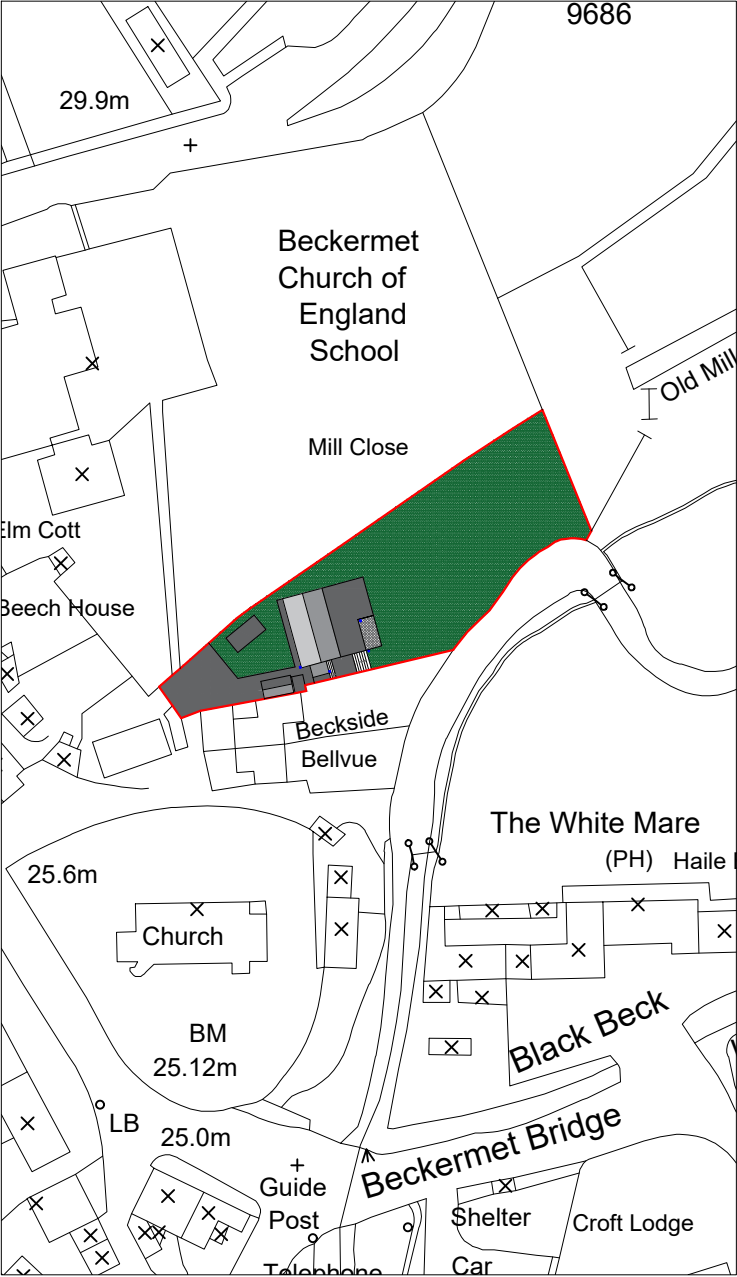 9686
29.9m
Beckermet
Church of
England
School
Old Mill
Mill Close
Elm Cott
Beech House
Beckside
Bellvue
The White Mare
(PH)
Haile
25.6m
Church
BM
25.12m
Black Beck
LB
25.0m
Beckermet Bridge
Guide
Post
Shelter
Croft Lodge
Telephone
Car